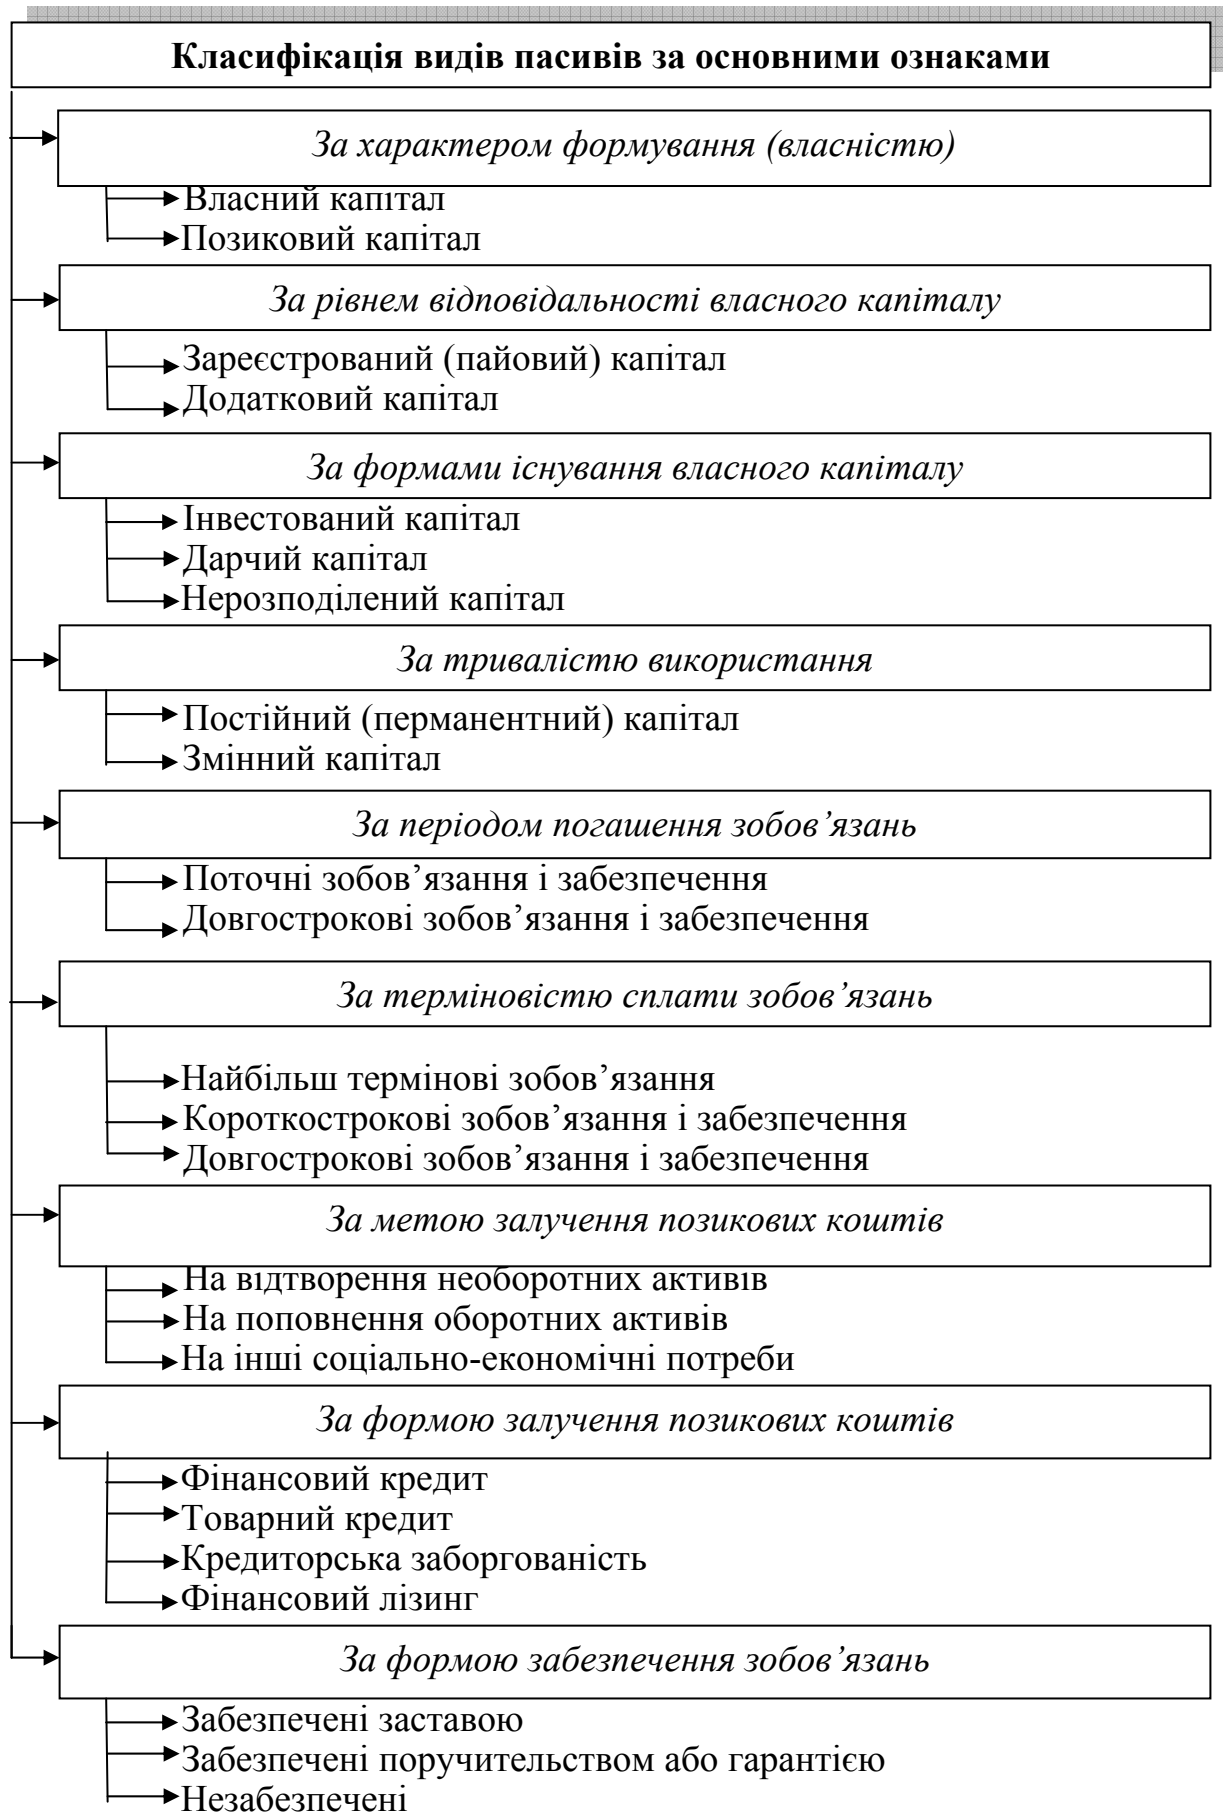 Класифікація видів пасивів за основними ознаками
За характером формування (власністю)
Власний капітал
Позиковий капітал
За рівнем відповідальності власного капіталу
Зареєстрований (пайовий) капітал
Додатковий капітал
За формами існування власного капіталу
Інвестований капітал
Дарчий капітал
Нерозподілений капітал
За тривалістю використання
Постійний (перманентний) капітал
Змінний капітал
За періодом погашення зобов’язань
Поточні зобов’язання і забезпечення
Довгострокові зобов’язання і забезпечення
За терміновістю сплати зобов’язань
Найбільш термінові зобов’язання
Короткострокові зобов’язання і забезпечення
Довгострокові зобов’язання і забезпечення
За метою залучення позикових коштів
На відтворення необоротних активів
На поповнення оборотних активів
На інші соціально-економічні потреби
За формою залучення позикових коштів
Фінансовий кредит
Товарний кредит
Кредиторська заборгованість
Фінансовий лізинг
За формою забезпечення зобов’язань
Забезпечені заставою
Забезпечені поручительством або гарантією
Незабезпечені